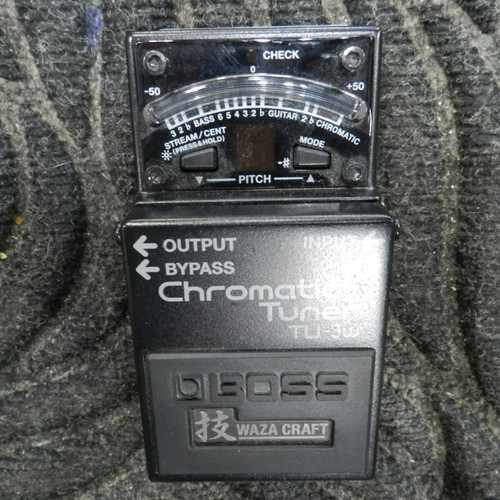 CHECK
0
-50 +50
3 2 ♭ BASS 6 5 4 3 2 ♭ GUITAR 2 ♭ CHROMATIC
STREAM/CENT
(PRESS&HOLD)
MODE
-#
▼ PITCH ▲
← OUTPUT INPUT
← BYPASS
Chromatic
Tuner
TU-3W
BOSS
技 WAZA CRAFT